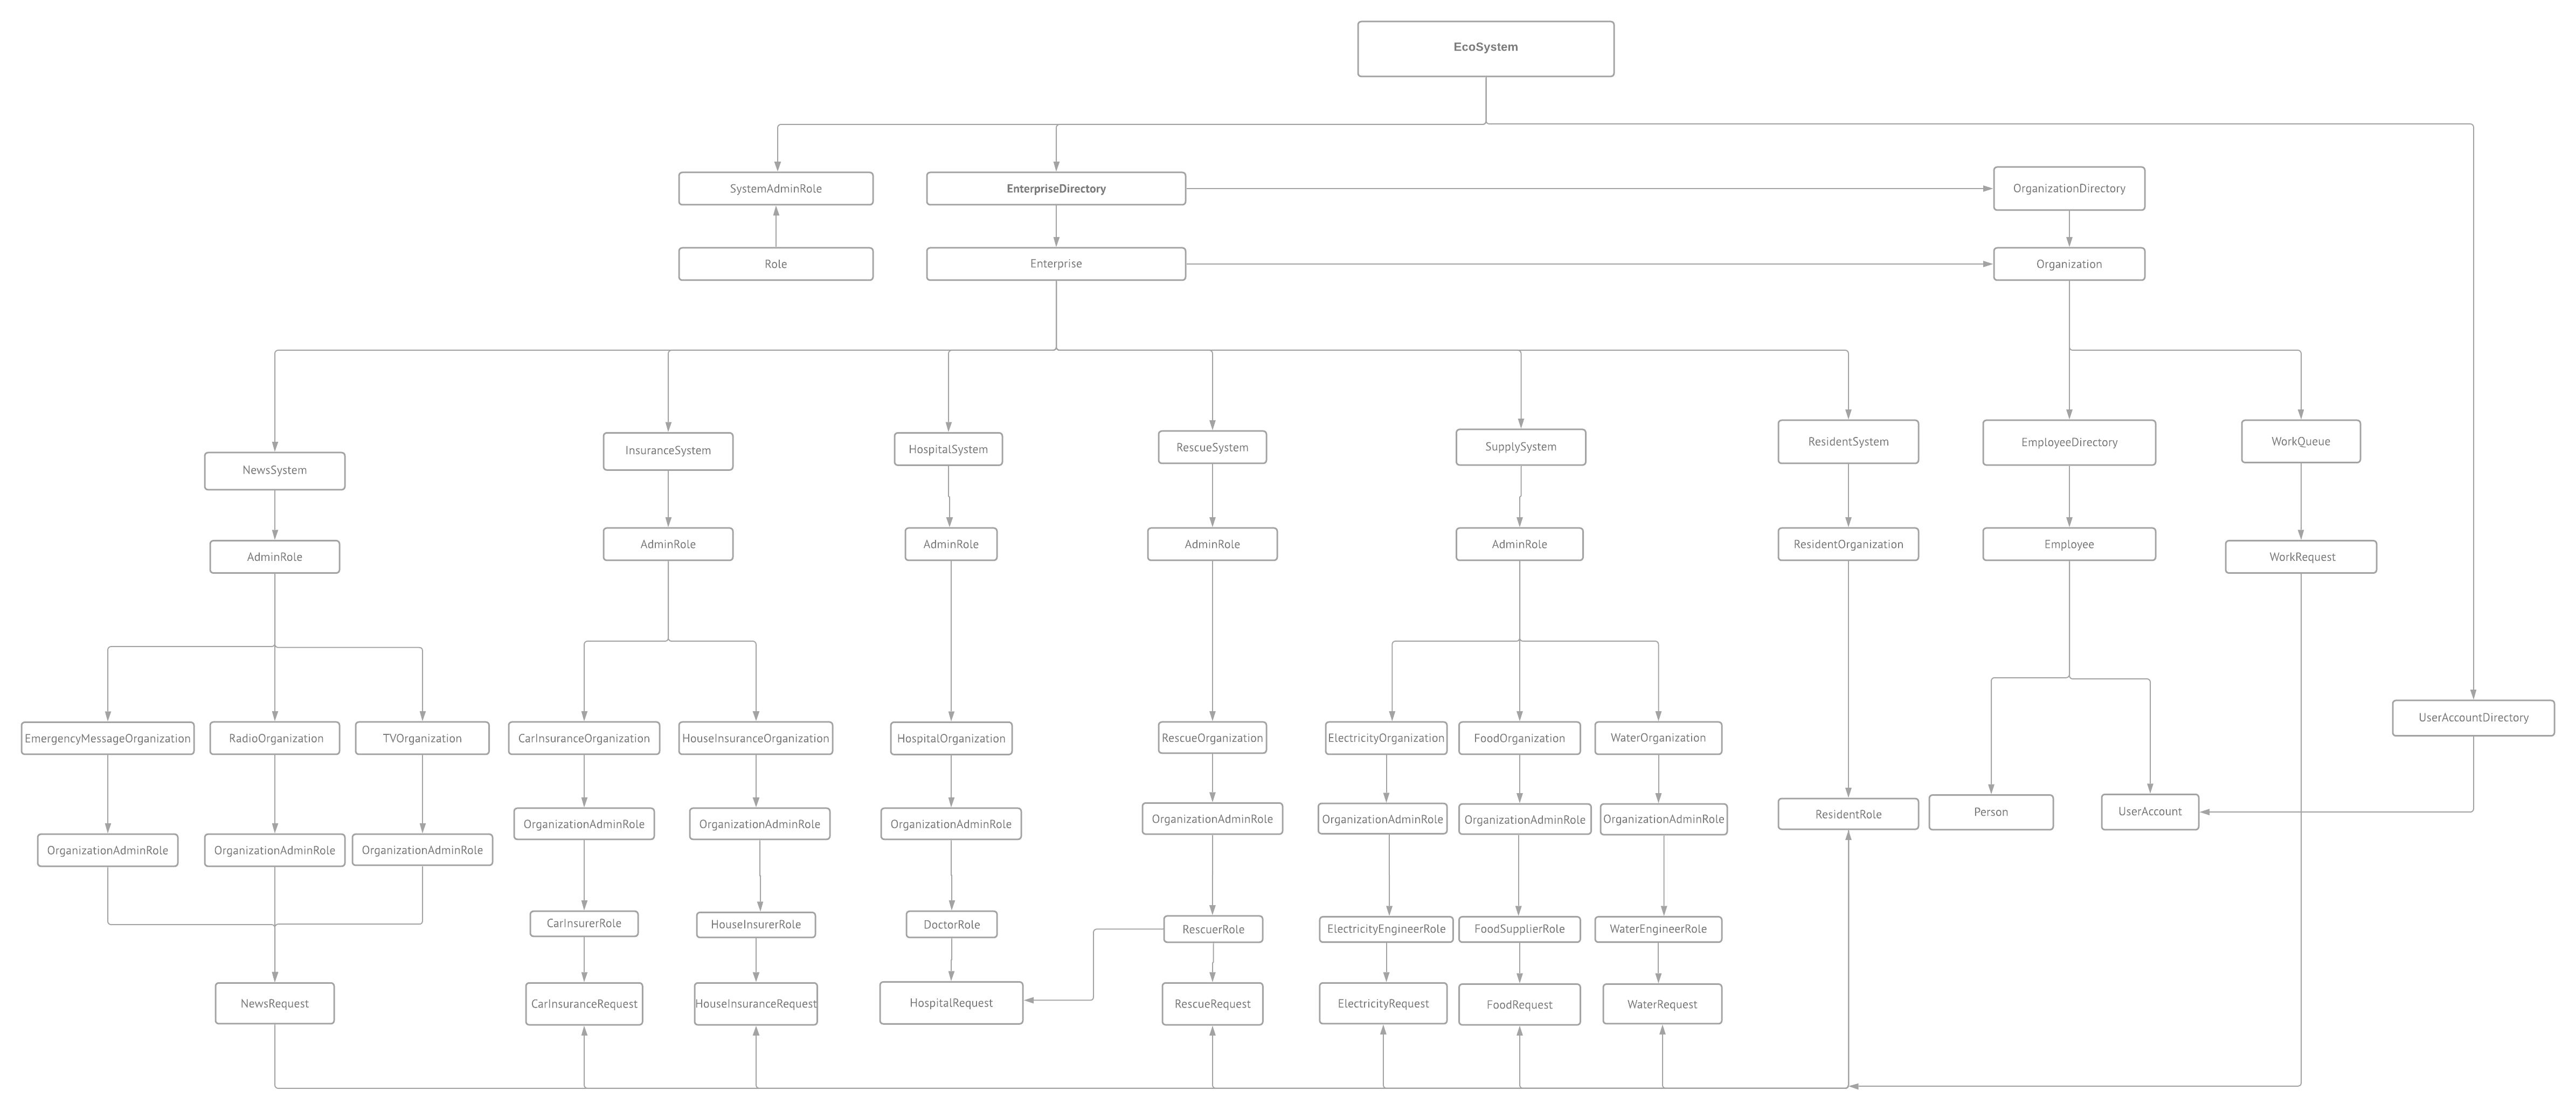 EcoSystem
SystemAdminRole
EnterpriseDirectory
OrganizationDirectory
Role
Enterprise
Organization
NewsSystem
InsuranceSystem
HospitalSystem
RescueSystem
SupplySystem
ResidentSystem
EmployeeDirectory
WorkQueue
AdminRole
AdminRole
AdminRole
AdminRole
AdminRole
ResidentOrganization
Employee
WorkRequest
EmergencyMessageOrganization
RadioOrganization
TVOrganization
CarInsuranceOrganization
HouseInsuranceOrganization
HospitalOrganization
RescueOrganization
ElectricityOrganization
FoodOrganization
WaterOrganization
UserAccountDirectory
OrganizationAdminRole
OrganizationAdminRole
OrganizationAdminRole
OrganizationAdminRole
OrganizationAdminRole
OrganizationAdminRole
OrganizationAdminRole
OrganizationAdminRole
OrganizationAdminRole
OrganizationAdminRole
ResidentRole
Person
UserAccount
CarInsurerRole
HouseInsurerRole
DoctorRole
RescuerRole
ElectricityEngineerRole
FoodSupplierRole
WaterEngineerRole
NewsRequest
CarInsuranceRequest
HouseInsuranceRequest
HospitalRequest
RescueRequest
ElectricityRequest
FoodRequest
WaterRequest